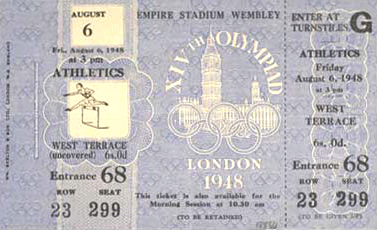 AUGUST
6
Fri., August 6, 1948
at 3 pm
ATHLETICS
WEST TERRACE
(uncovered) 6s.0d
Entrance 68
ROW SEAT
23 299
EMPIRE STADIUM WEMBLEY
XIVTH OLYMPIAD
LONDON
1948
This ticket is also available for the
Morning Session at 10.30 am
(TO BE RETAINED)
ENTER AT
TURNSTILES G
ATHLETICS
Friday
August 6, 1948
at 3 pm
WEST
TERRACE
6s. 0d.
Entrance 68
ROW SEAT
23 299
(TO BE GIVEN UP)